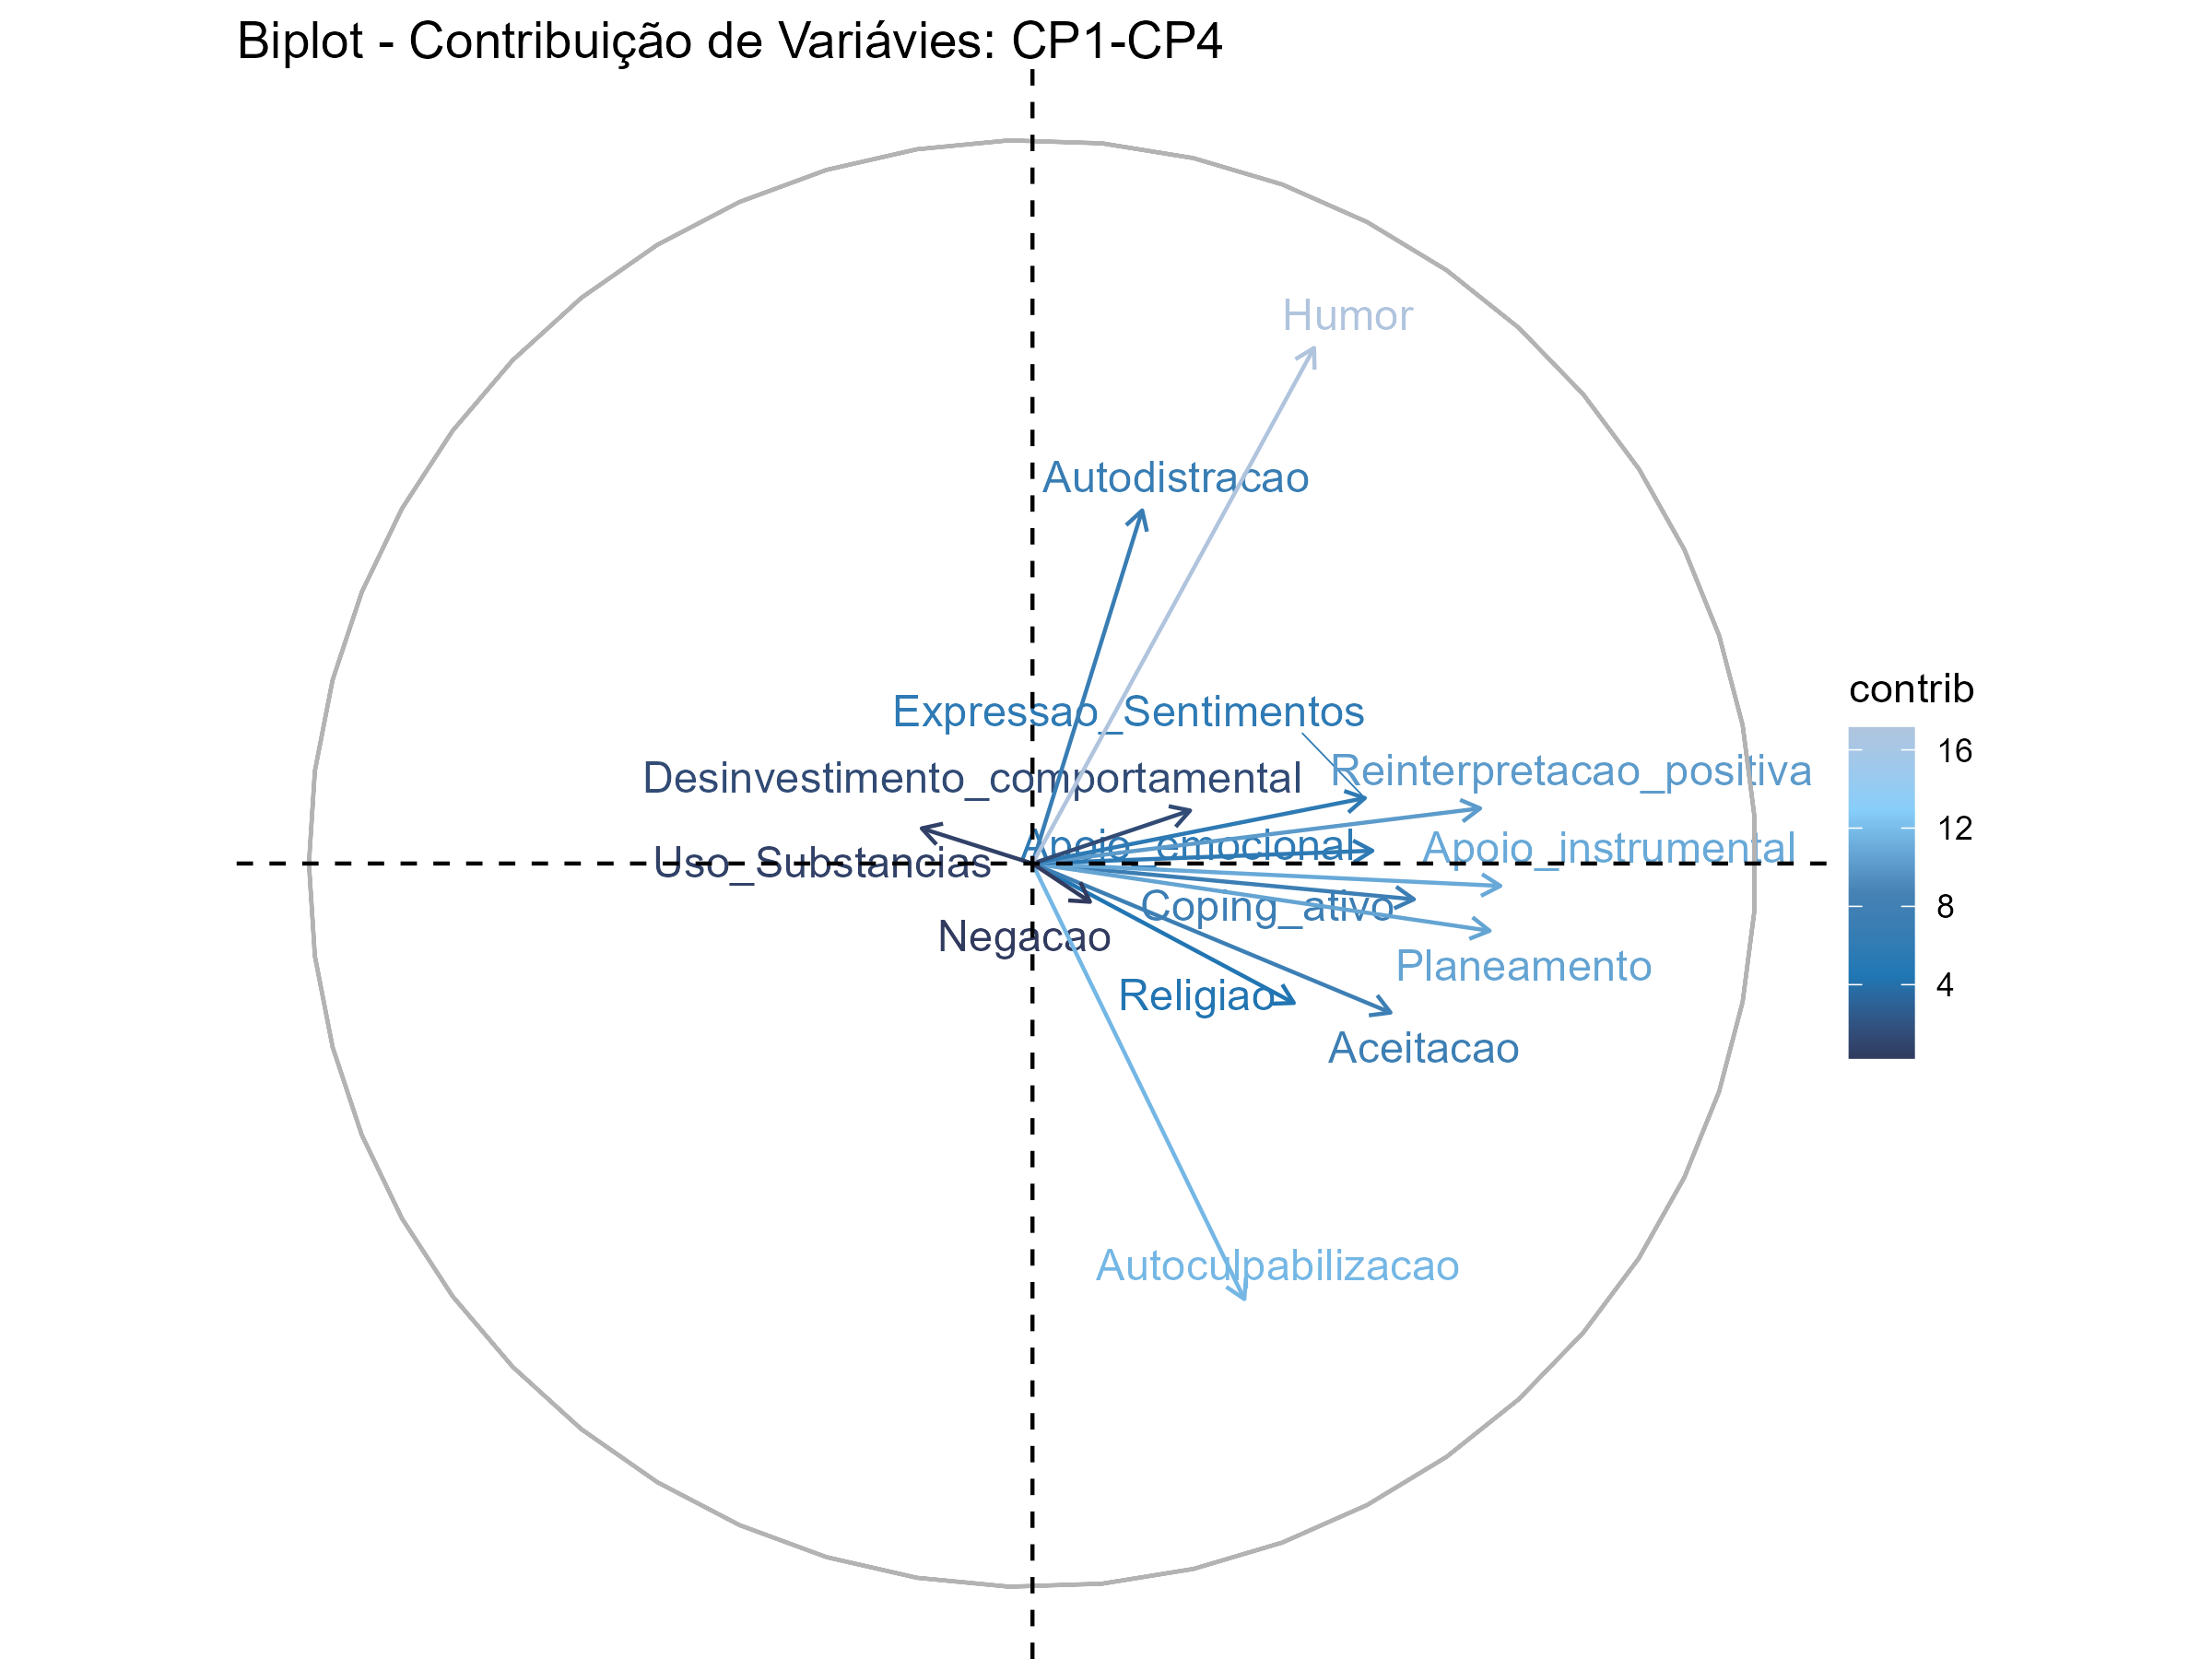 Biplot - Contribuição de Variávies: CP1-CP4
Humor
Autodistracao
Expressao_Sentimentos
Reinterpretacao_positiva
Desinvestimento_comportamental
Apoio_emocional
Apoio_instrumental
Uso_Substancias
Coping_ativo
Negacao
Planeamento
Religiao
Aceitacao
Autoculpabilizacao
contrib
16
12
8
4